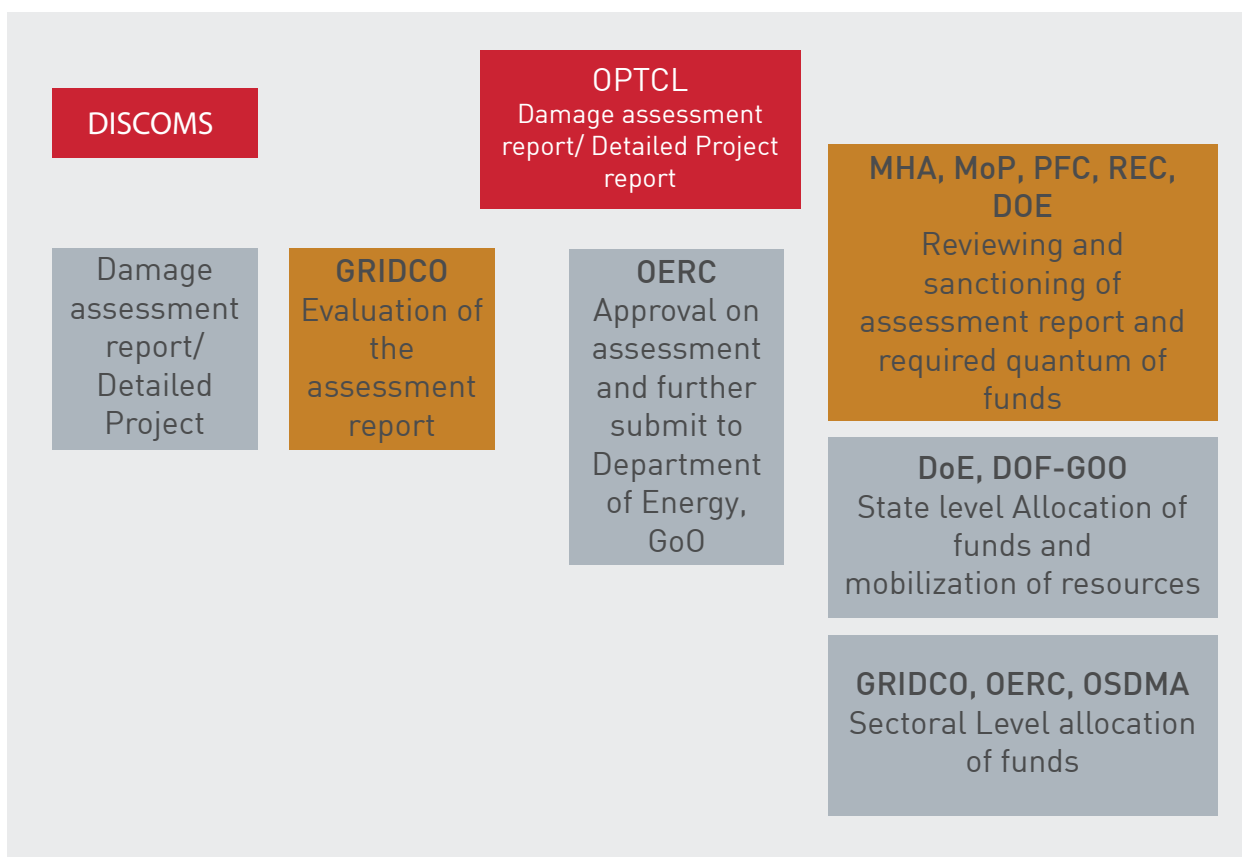 DISCOMS
Damage
assessment
report/
Detailed
Project
GRIDCO
Evaluation of
the
assessment
report
OPTCL
Damage assessment
report/ Detailed Project
report
OERC
Approval on
assessment
and further
submit to
Department
of Energy,
GoO
MHA, MoP, PFC, REC,
DOE
Reviewing and
sanctioning of
assessment report and
required quantum of
funds
DoE, DOF-GOO
State level Allocation of
funds and
mobilization of resources
GRIDCO, OERC, OSDMA
Sectoral Level allocation
of funds